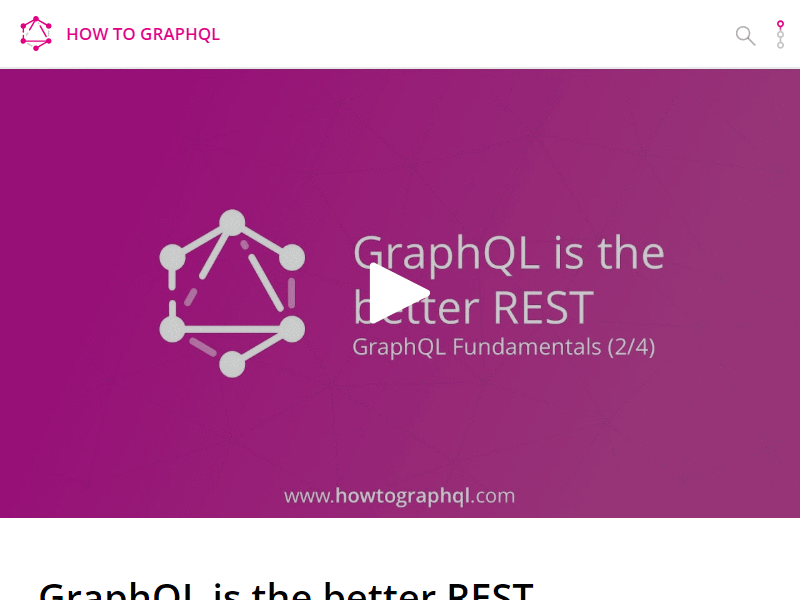 HOW TO GRAPHQL
GraphQL is the
better REST
GraphQL Fundamentals (2/4)
www.howtographql.com
GraphQL is the better REST